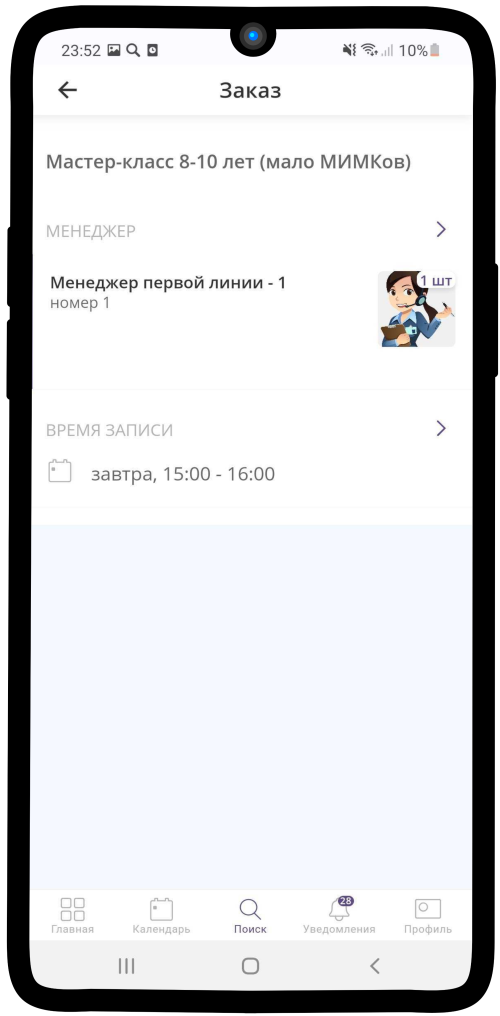 23:52
10%
Заказ
Мастер-класс 8-10 лет (мало МИМКов)
МЕНЕДЖЕР
Менеджер первой линии - 1
1 шт
номер 1
ВРЕМЯ ЗАПИСИ
завтра, 15:00 - 16:00
28
Главная Календарь Поиск Уведомления Профиль